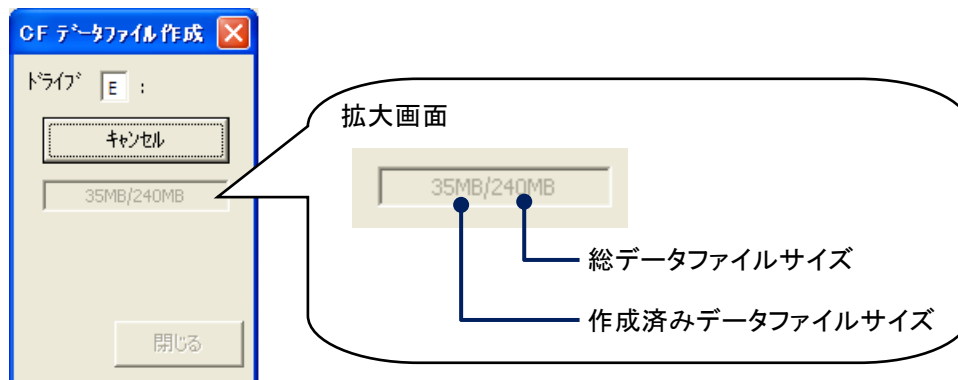 CF ﾃﾞｰﾀﾌｧｲﾙ作成
ﾄﾞﾗｲﾌﾞ E :
ｷｬﾝｾﾙ
35MB/240MB
閉じる
拡大画面
35MB/240MB
総データファイルサイズ
作成済みデータファイルサイズ